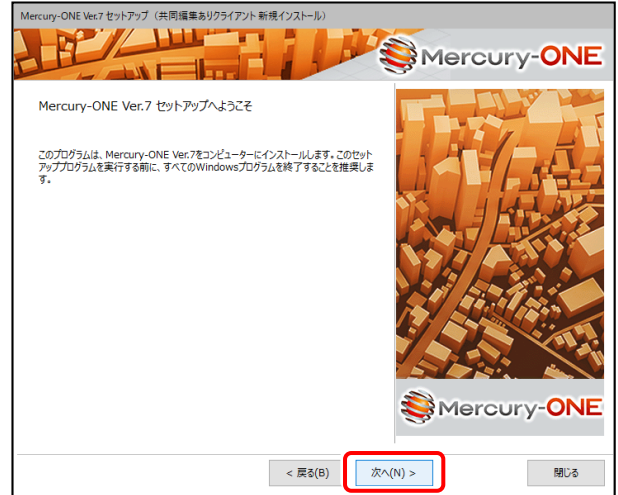 Mercury-ONE Ver.7 セットアップ（共同編集ありクライアント 新規インストール）
Mercury-ONE
Mercury-ONE Ver.7 セットアップへようこそ
このプログラムは、Mercury-ONE Ver.7をコンピューターにインストールします。このセット
アッププログラムを実行する前に、すべてのWindowsプログラムを終了することを推奨しま
す。
Mercury-ONE
< 戻る(B)
次へ(N) >
閉じる